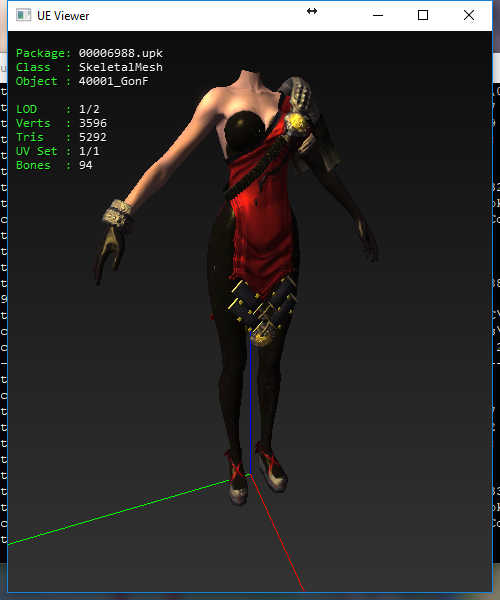 UE Viewer
Package: 00006988.upk
Class  : SkeletalMesh
Object : 40001_GonF
LOD    : 1/2
Verts  : 3596
Tris   : 5292
UV Set : 1/1
Bones  : 94